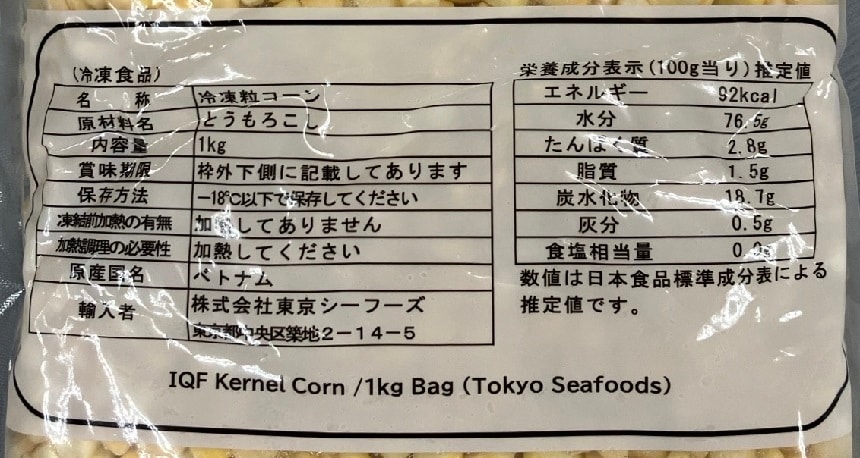 (冷凍食品)
名称 冷凍粒コーン
原材料名 とうもろこし
内容量 1kg
賞味期限 枠外下側に記載してあります
保存方法 −18℃以下で保存してください
凍結前加熱の有無 加熱してありません
加熱調理の必要性 加熱してください
原産国名 ベトナム
輸入者 株式会社東京シーフーズ
東京都中央区築地2−14−5
栄養成分表示(100g当り)推定値
エネルギー 92kcal
水分 76.5g
たんぱく質 2.8g
脂質 1.5g
炭水化物 18.7g
灰分 0.5g
食塩相当量
数値は日本食品標準成分表による
推定値です。
IQF Kernel Corn /1kg Bag (Tokyo Seafoods)